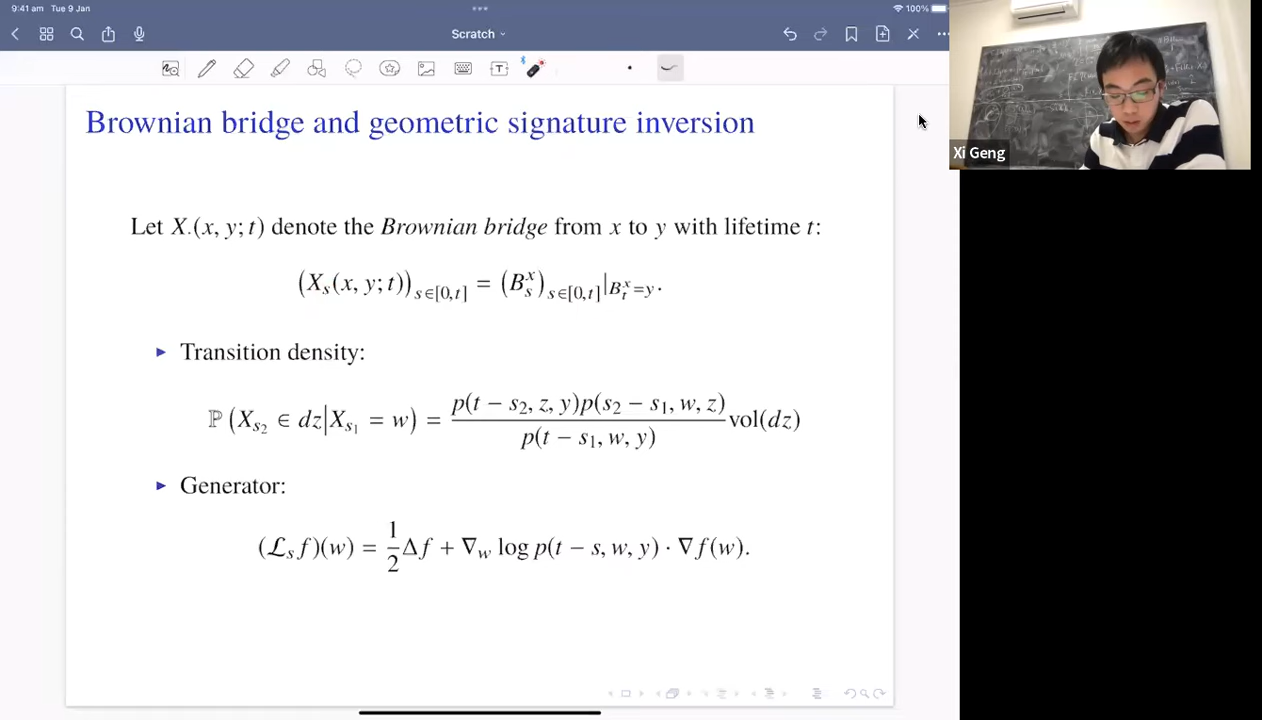 9:41 am Tue 9 Jan
100%
Scratch
Brownian bridge and geometric signature inversion
Xi Geng
Let X.(x, y; t) denote the Brownian bridge from x to y with lifetime t:
(X_s(x, y; t))_{s∈[0,t]} = (B_s^x)_{s∈[0,t]}|_{B_t^x=y}.
▶ Transition density:
ℙ(X_{s_2} ∈ dz|X_{s_1} = w) = \frac{p(t − s_2, z, y)p(s_2 − s_1, w, z)}{p(t − s_1, w, y)} vol(dz)
▶ Generator:
(ℒ_s f)(w) = \frac{1}{2}Δf + ∇_w log p(t − s, w, y) · ∇f(w).